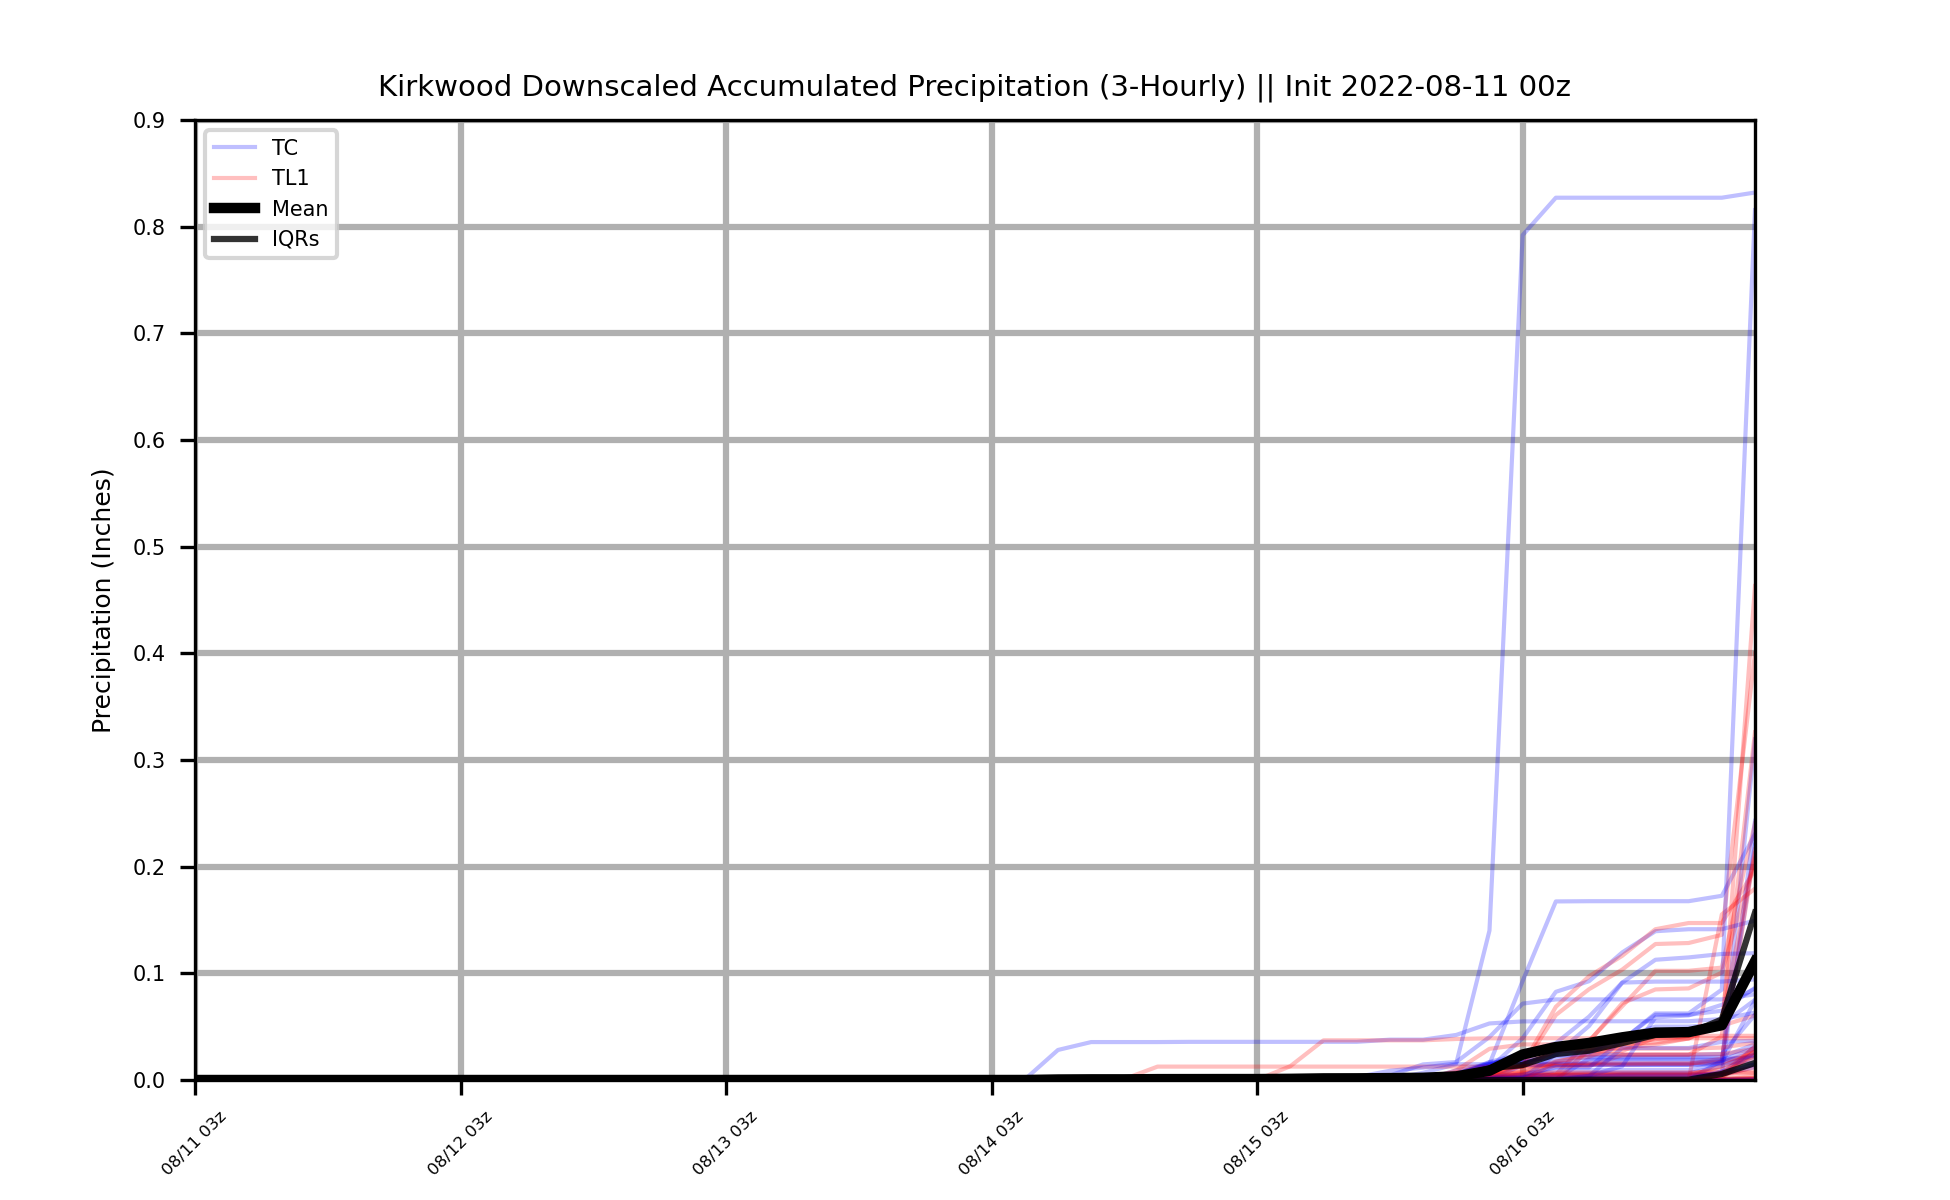 Kirkwood Downscaled Accumulated Precipitation (3-Hourly) || Init 2022-08-11 00z
TC
TL1
Mean
IQRs
Precipitation (Inches)
0.9
0.8
0.7
0.6
0.5
0.4
0.3
0.2
0.1
0.0
08/11 03z
08/12 03z
08/13 03z
08/14 03z
08/15 03z
08/16 03z